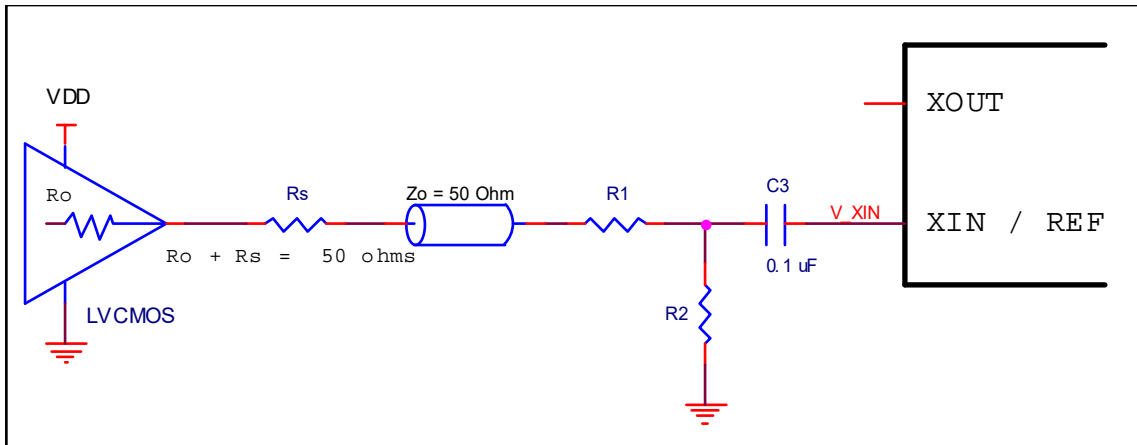 VDD
Ro
Rs
Zo = 50 Ohm
R1
C3
V_XIN
XOUT
XIN / REF
Ro + Rs = 50 ohms
0.1 uF
LVCMOS
R2